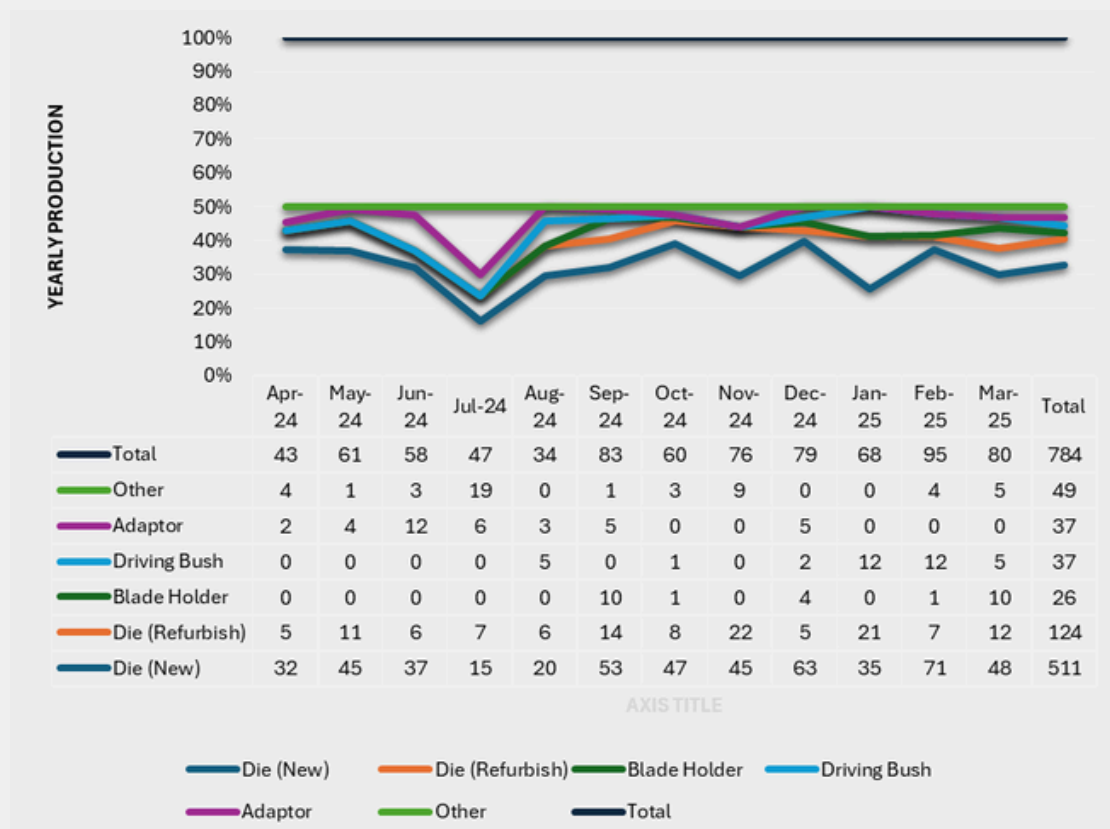 YEARLY PRODUCTION
100%
90%
80%
70%
60%
50%
40%
30%
20%
10%
0%
Apr-24 May-24 Jun-24 Jul-24 Aug-24 Sep-24 Oct-24 Nov-24 Dec-24 Jan-25 Feb-25 Mar-25 Total
Total 43 61 58 47 34 83 60 76 79 68 95 80 784
Other 4 1 3 19 0 1 3 9 0 0 4 5 49
Adaptor 2 4 12 6 3 5 0 0 5 0 0 0 37
Driving Bush 0 0 0 0 5 0 1 0 2 12 12 5 37
Blade Holder 0 0 0 0 0 10 1 0 4 0 1 10 26
Die (Refurbish) 5 11 6 7 6 14 8 22 5 21 7 12 124
Die (New) 32 45 37 15 20 53 47 45 63 35 71 48 511
AXIS TITLE
Die (New) Die (Refurbish) Blade Holder Driving Bush
Adaptor Other Total